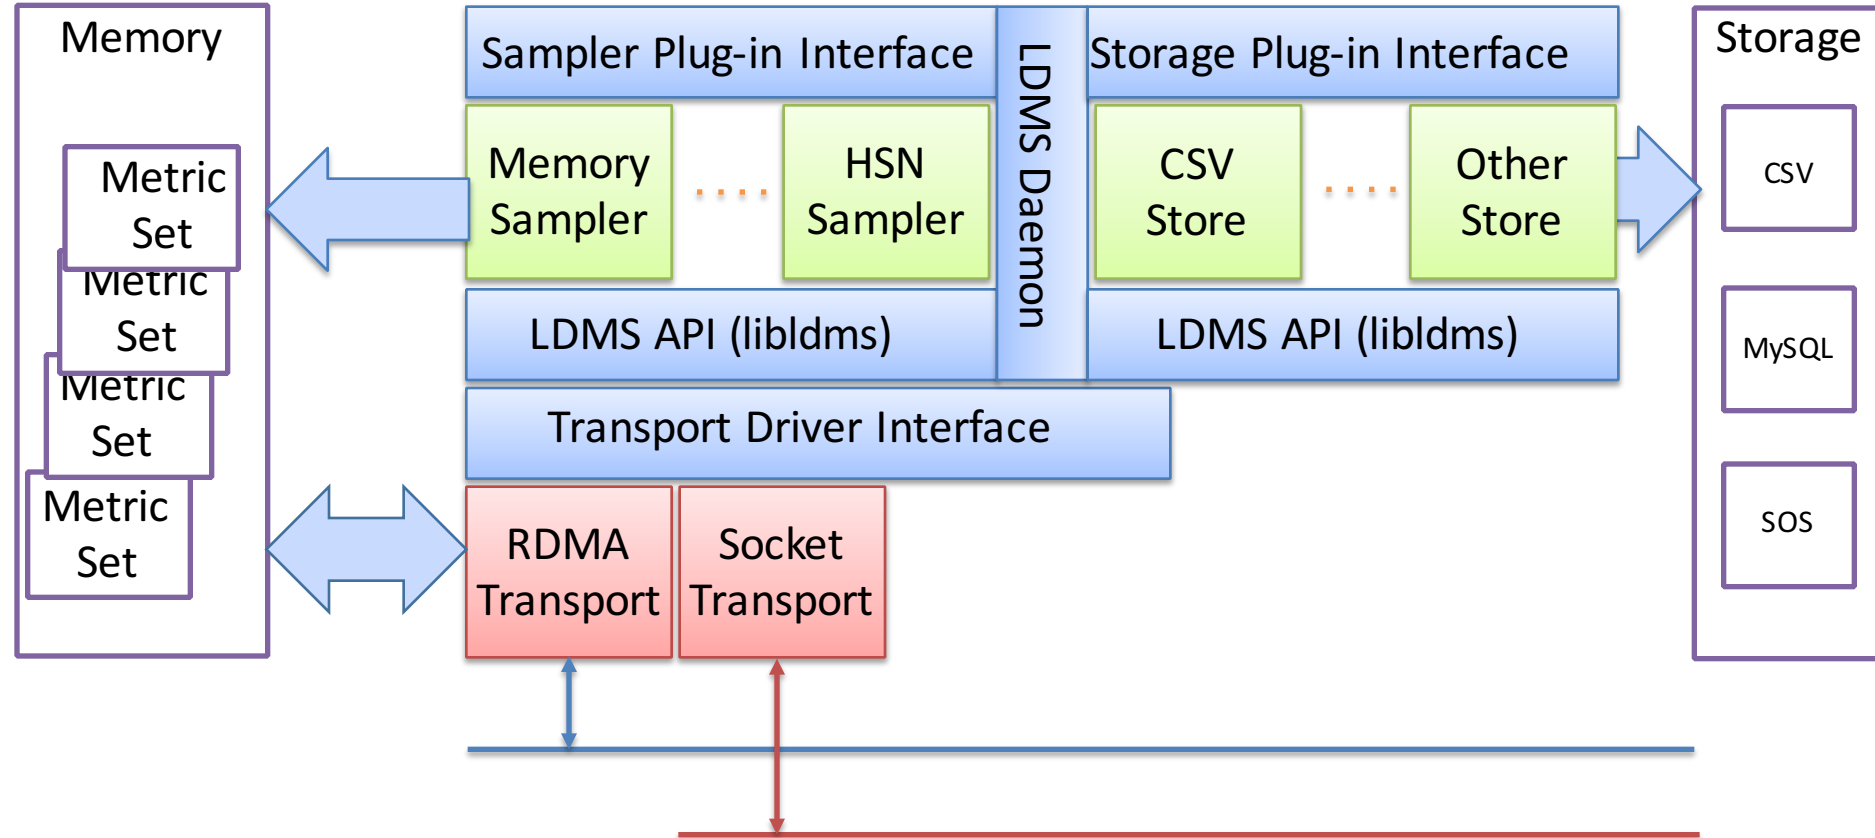 Memory
Metric
Set
Metric
Set
Metric
Set
Metric
Set
Sampler Plug-in Interface
LDMS Daemon
Storage Plug-in Interface
Memory
Sampler
HSN
Sampler
CSV
Store
Other
Store
LDMS API (libldms)
LDMS API (libldms)
Transport Driver Interface
RDMA
Transport
Socket
Transport
Storage
CSV
MySQL
SOS